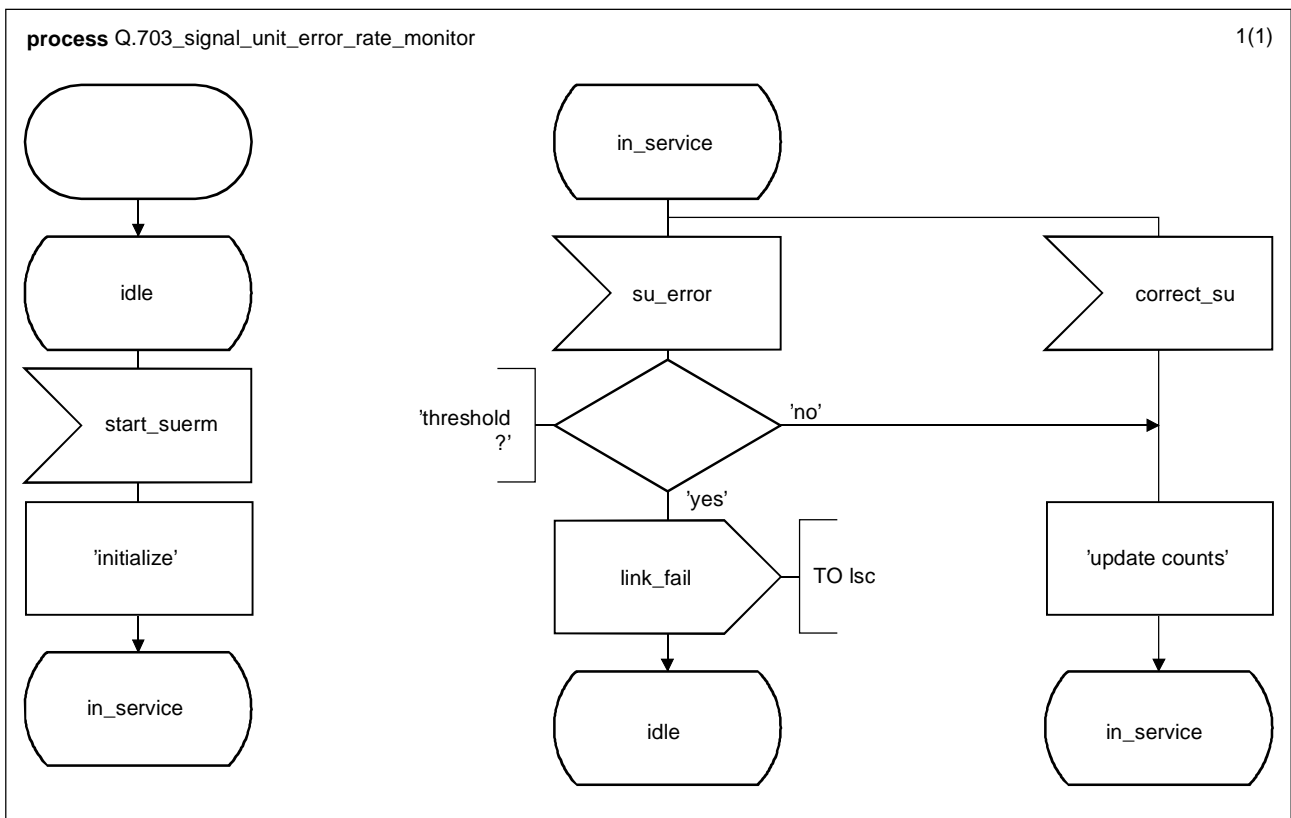 process Q.703_signal_unit_error_rate_monitor
1(1)
in_service
idle
su_error
correct_su
start_suerm
'threshold
?'
'no'
'yes'
'initialize'
link_fail
TO lsc
'update counts'
in_service
idle
in_service